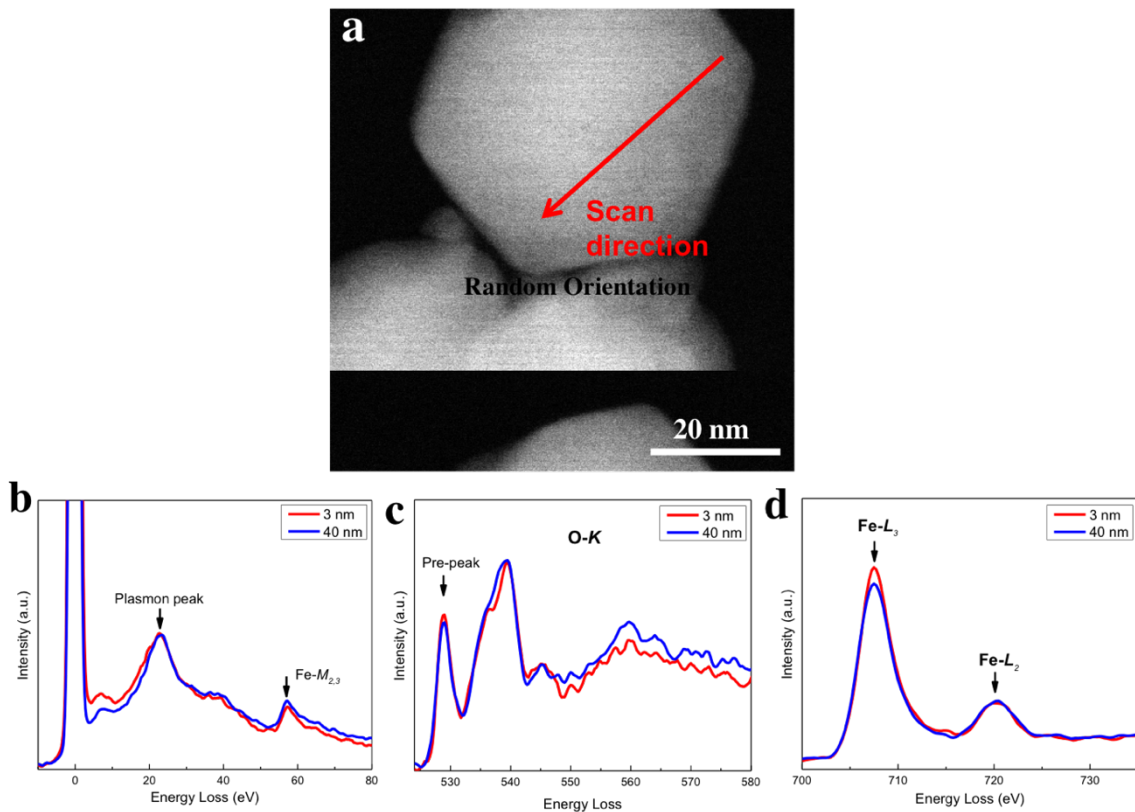 a
Scan
direction
Random Orientation
20 nm
b
3 nm
40 nm
Plasmon peak
Fe-M2,3
Intensity (a.u.)
0 20 40 60 80
Energy Loss (eV)
c
3 nm
40 nm
O-K
Pre-peak
Intensity (a.u.)
530 540 550 560 570 580
Energy Loss
d
3 nm
40 nm
Fe-L3
Fe-L2
Intensity (a.u.)
700 710 720 730
Energy Loss (eV)